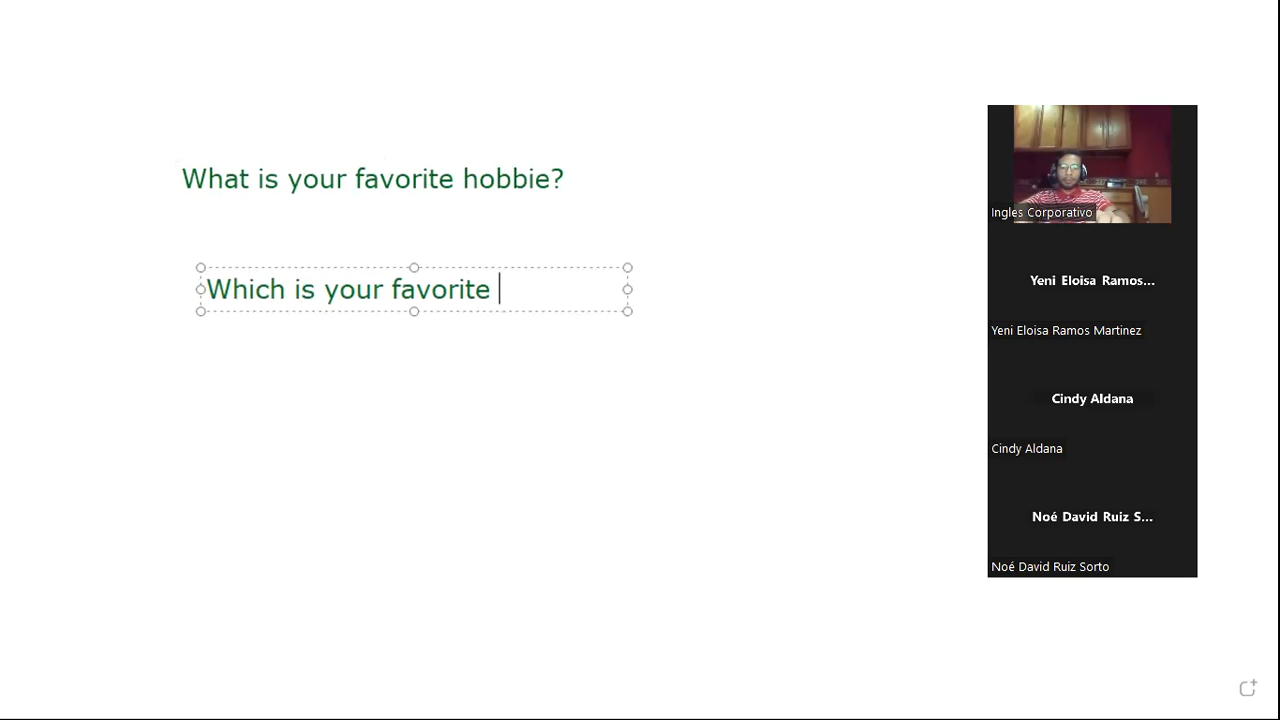 What is your favorite hobbie?
Which is your favorite
Ingles Corporativo
Yeni Eloisa Ramos...
Yeni Eloisa Ramos Martinez
Cindy Aldana
Cindy Aldana
Noé David Ruiz S...
Noé David Ruiz Sorto